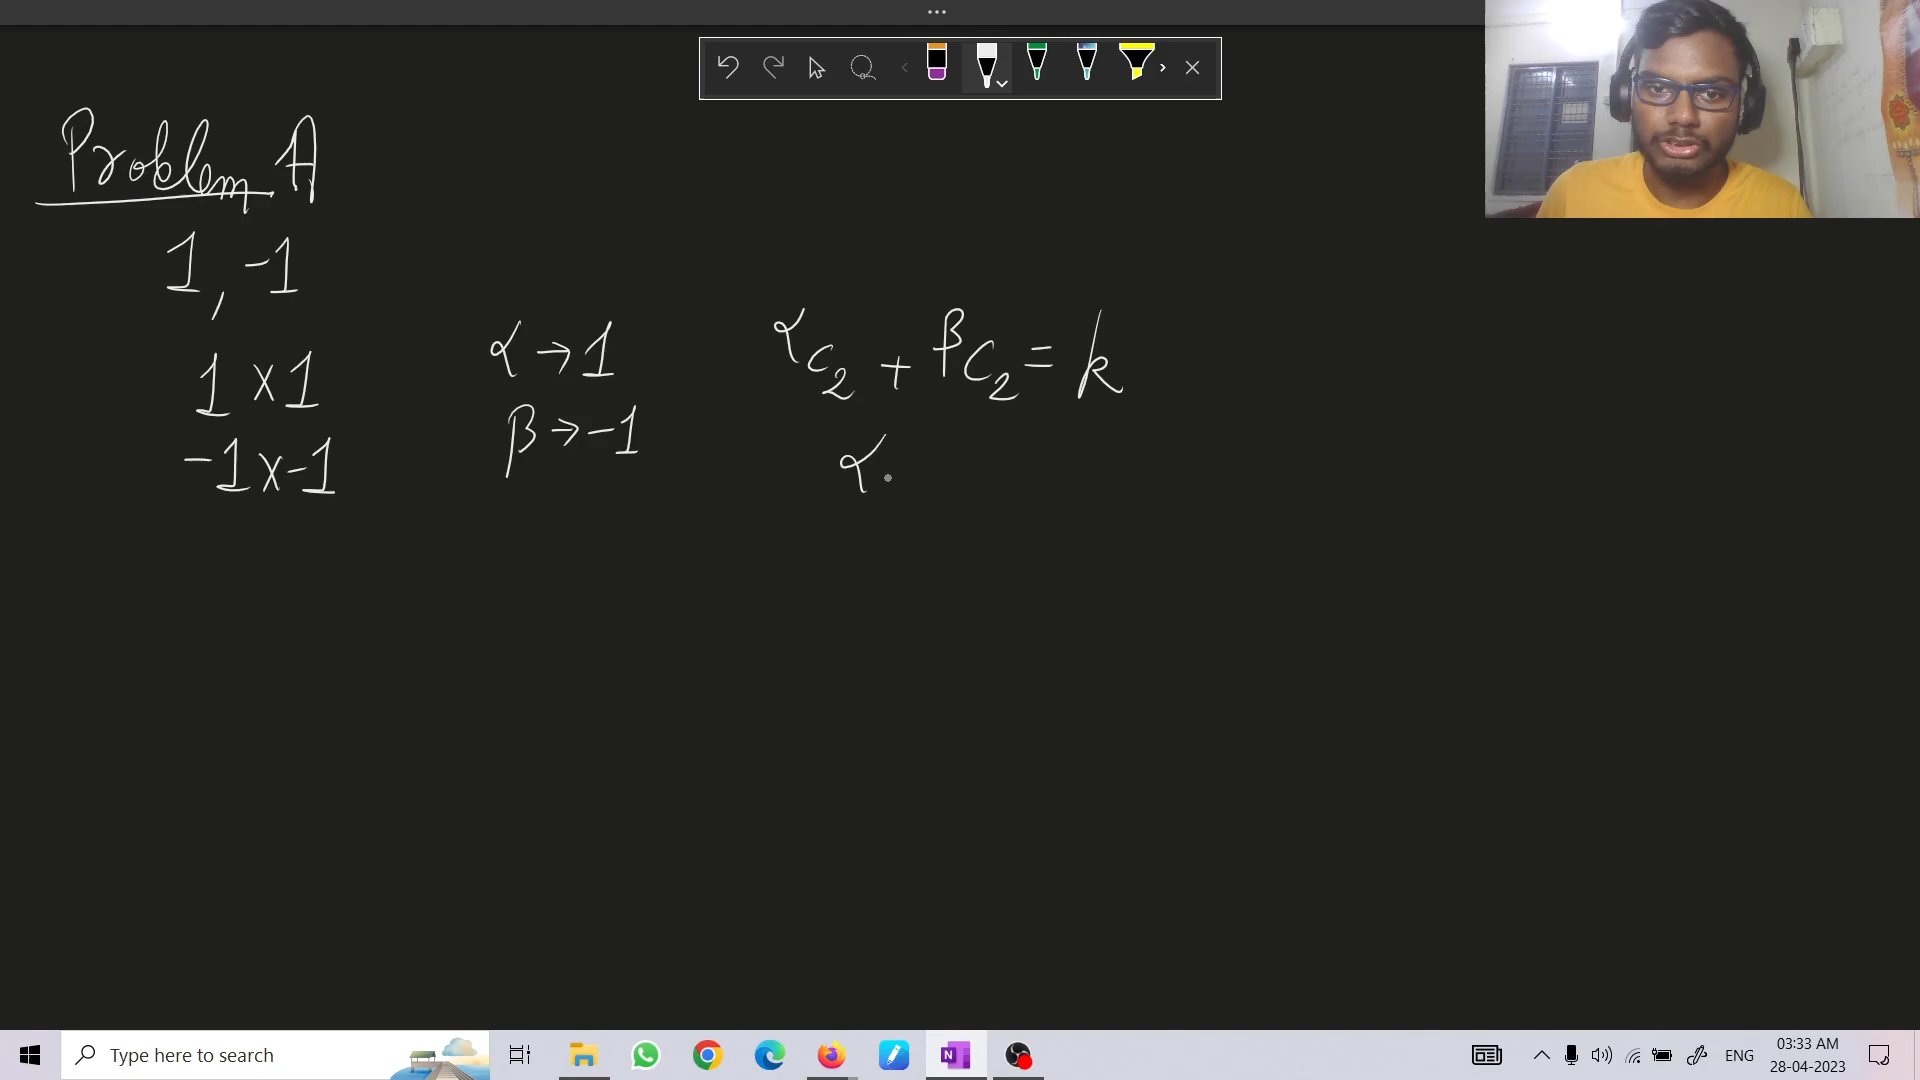 Problem A
1, -1
1 x 1
-1 x -1
α → 1
β → -1
αC2 + βC2 = k
α
Type here to search
ENG
03:33 AM
28-04-2023